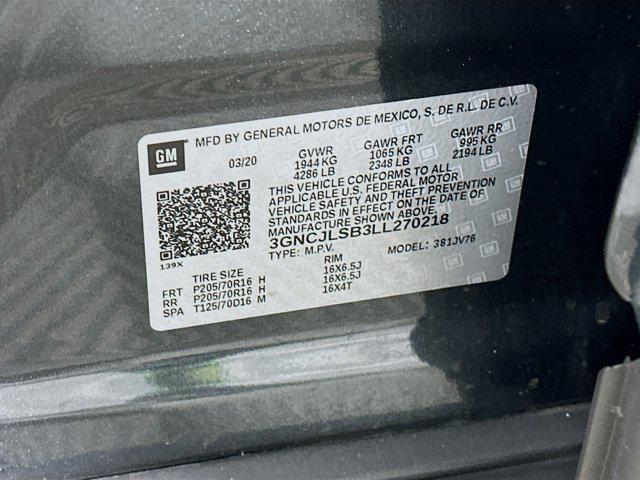 MFD BY GENERAL MOTORS DE MEXICO, S. DE R.L. DE C.V.
GM
03/20 GVWR GAWR FRT GAWR RR
1944 KG 1065 KG 995 KG
4286 LB 2348 LB 2194 LB
THIS VEHICLE CONFORMS TO ALL
APPLICABLE U.S. FEDERAL MOTOR
VEHICLE SAFETY AND THEFT PREVENTION
STANDARDS IN EFFECT ON THE DATE OF
MANUFACTURE SHOWN ABOVE.
3GNCJLSB3LL270218
TYPE: M.P.V. MODEL: 381JV76
139X
TIRE SIZE RIM
FRT P205/70R16 H 16X6.5J
RR P205/70R16 H 16X6.5J
SPA T125/70D16 M 16X4T